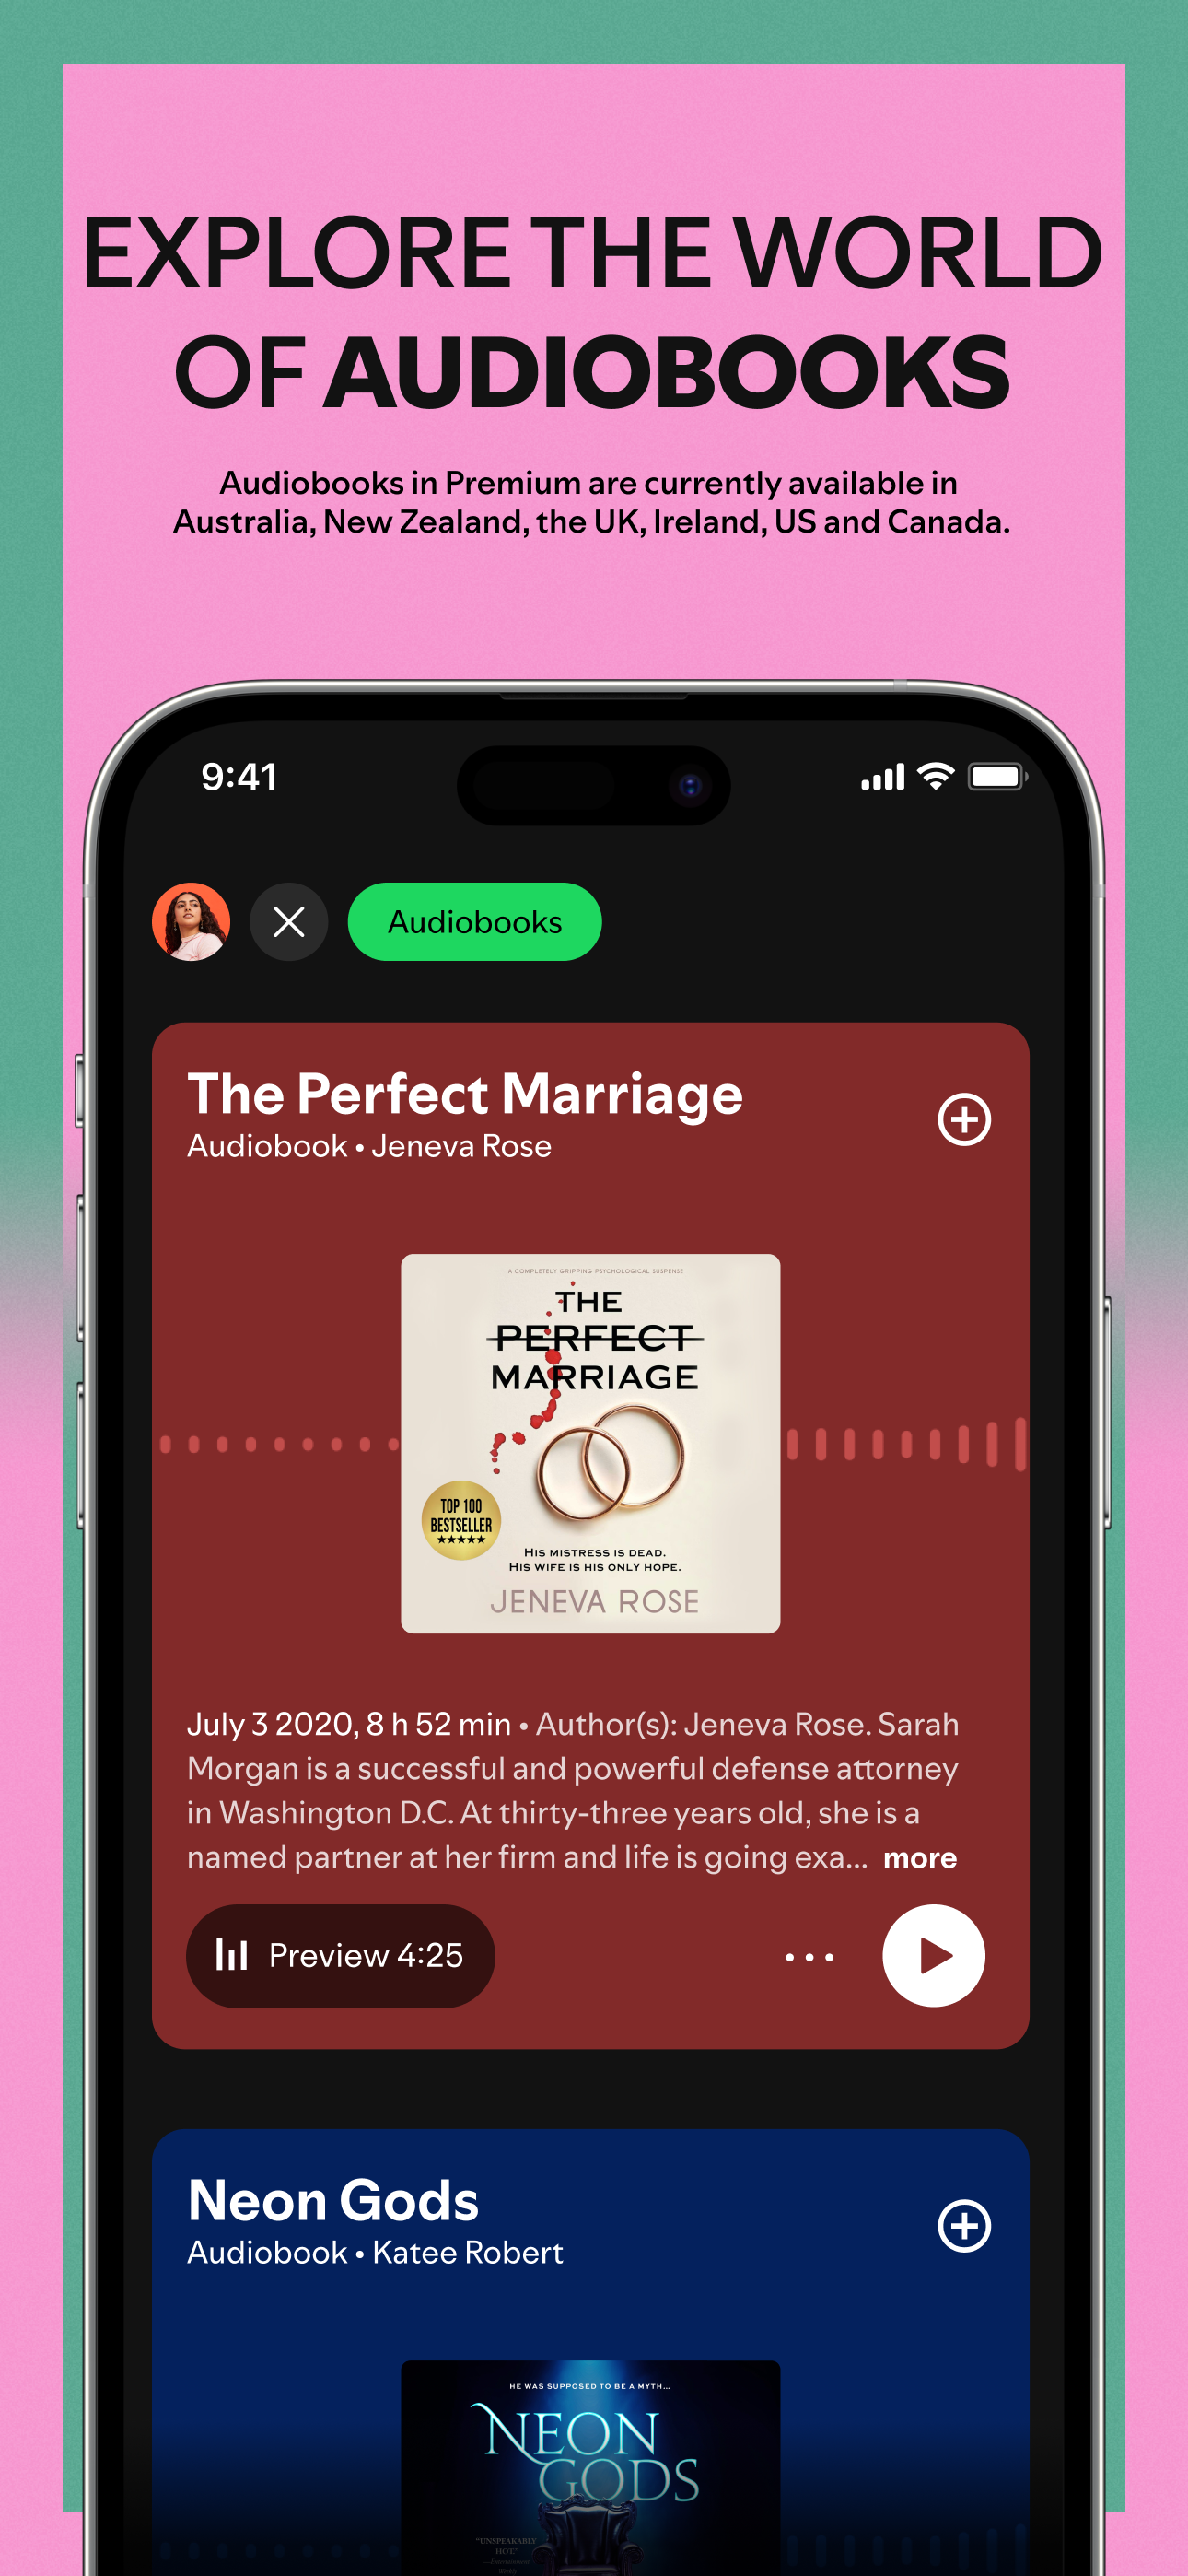 EXPLORE THE WORLD
OF AUDIOBOOKS
Audiobooks in Premium are currently available in
Australia, New Zealand, the UK, Ireland, US and Canada.
9:41
Audiobooks
The Perfect Marriage
Audiobook • Jeneva Rose
A COMPLETELY GRIPPING PSYCHOLOGICAL SUSPENSE
THE
PERFECT
MARRIAGE
TOP 100
BESTSELLER
★★★★★
HIS MISTRESS IS DEAD.
HIS WIFE IS HIS ONLY HOPE.
JENEVA ROSE
July 3 2020, 8 h 52 min • Author(s): Jeneva Rose. Sarah
Morgan is a successful and powerful defense attorney
in Washington D.C. At thirty-three years old, she is a
named partner at her firm and life is going exa... more
Preview 4:25
Neon Gods
Audiobook • Katee Robert
HE WAS SUPPOSED TO BE A MYTH...
NEON
GODS
"UNSPEAKABLY
HOT."
—Entertainment
Weekly